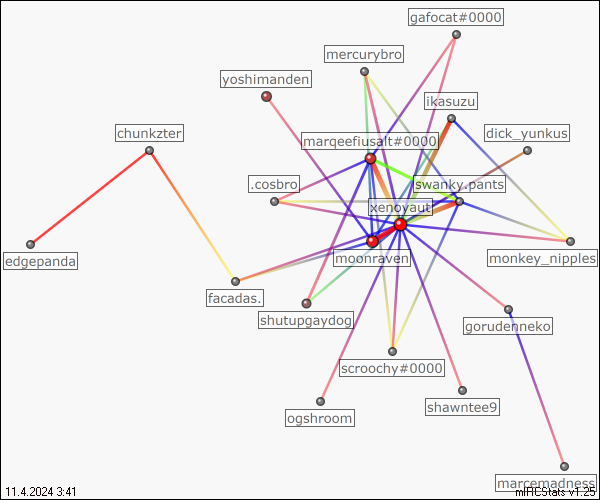 gafocat#0000
mercurybro
yoshimanden
ikasuzu
chunkzter
dick_yunkus
marqeefiusalt#0000
.cosbro
swanky.pants
xenoyaut
edgepanda
moonraven
monkey_nipples
facadas.
shutupgaydog
gorudenneko
scroochy#0000
ogshroom
shawntee9
marcemadness
11.4.2024 3:41
mIRCStats v1.25